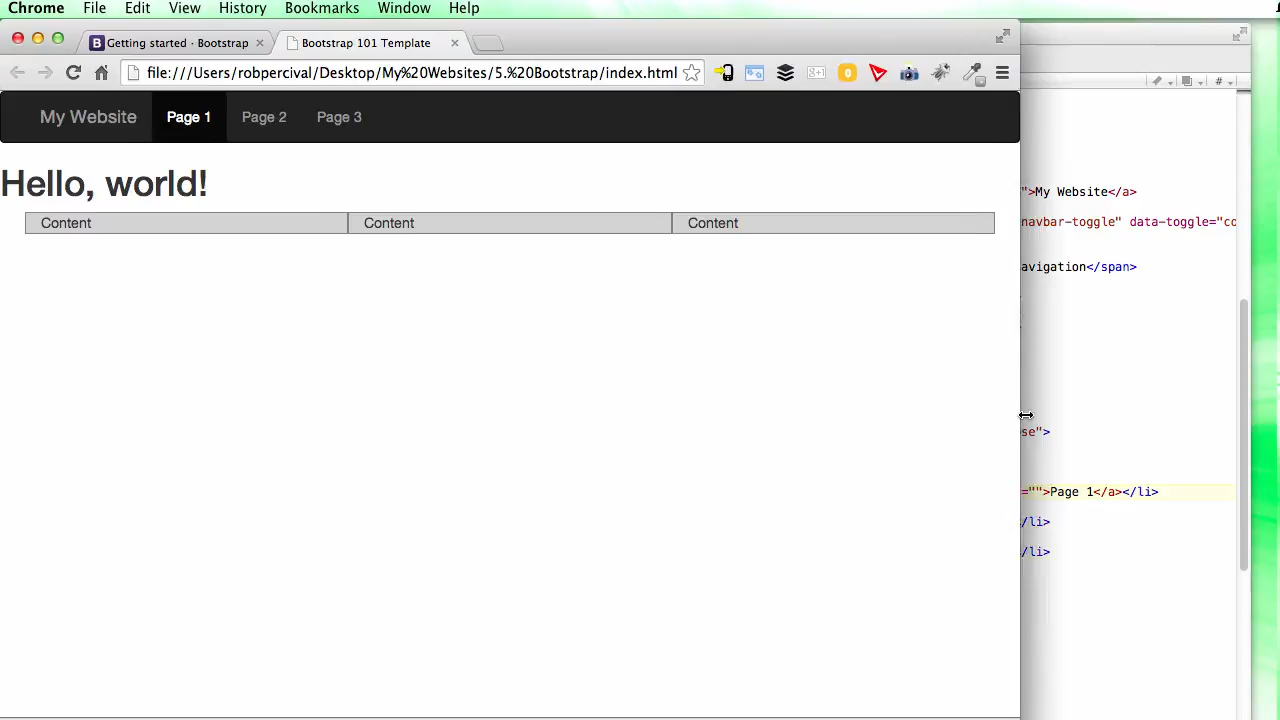 Chrome File Edit View History Bookmarks Window Help
Getting started · Bootstrap
Bootstrap 101 Template
file:///Users/robpercival/Desktop/My%20Websites/5.%20Bootstrap/index.html
My Website Page 1 Page 2 Page 3
Hello, world!
Content Content Content
">My Website</a>
navbar-toggle" data-toggle="co
avigation</span>
se">
="">Page 1</a></li>
/li>
/li>